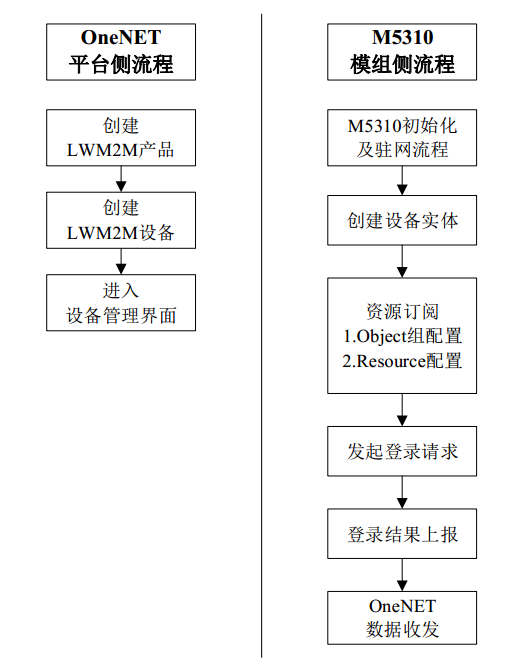 OneNET
平台侧流程
创建
LWM2M产品
创建
LWM2M设备
进入
设备管理界面
M5310
模组侧流程
M5310初始化
及驻网流程
创建设备实体
资源订阅
1.Object组配置
2.Resource配置
发起登录请求
登录结果上报
OneNET
数据收发